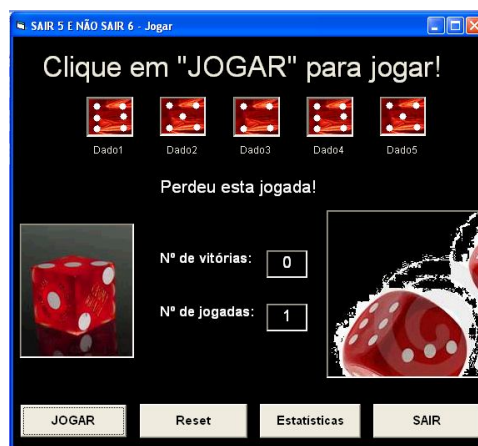 SAIR 5 E NÃO SAIR 6 - Jogar
Clique em "JOGAR" para jogar!
Dado1 Dado2 Dado3 Dado4 Dado5
Perdeu esta jogada!
Nº de vitórias: 0
Nº de jogadas: 1
JOGAR Reset Estatísticas SAIR